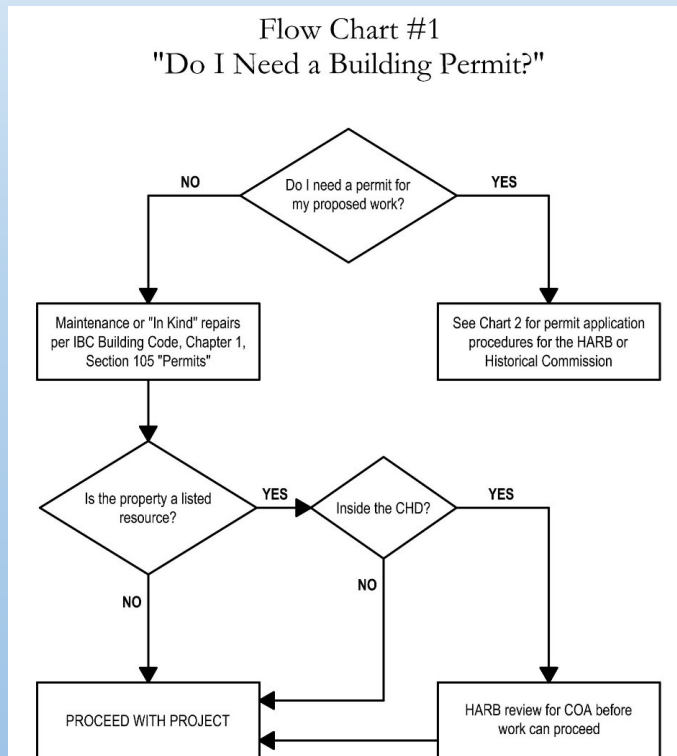 Flow Chart #1
"Do I Need a Building Permit?"
Do I need a permit for
my proposed work?
NO
YES
Maintenance or "In Kind" repairs
per IBC Building Code, Chapter 1,
Section 105 "Permits"
See Chart 2 for permit application
procedures for the HARB or
Historical Commission
Is the property a listed
resource?
YES
Inside the CHD?
YES
NO
NO
PROCEED WITH PROJECT
HARB review for COA before
work can proceed